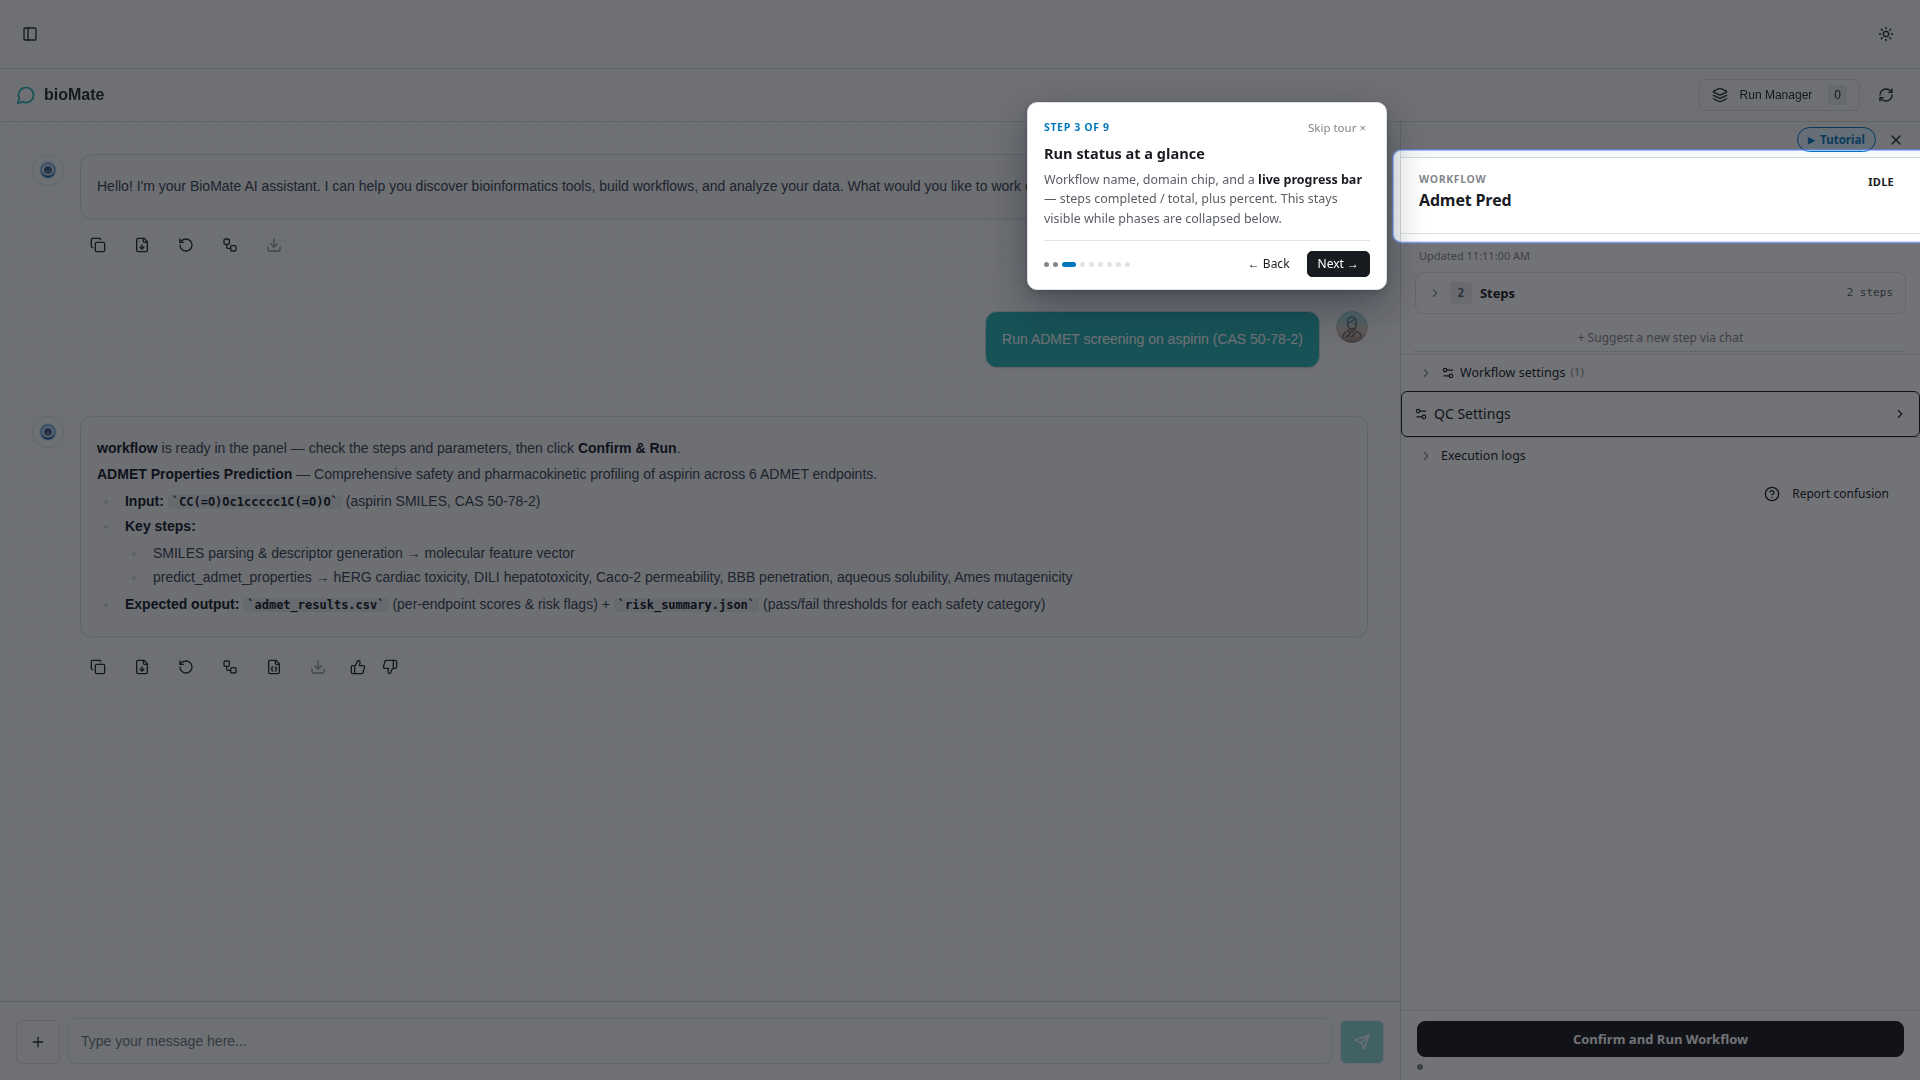 bioMate
Run Manager 0
Hello! I'm your BioMate AI assistant. I can help you discover bioinformatics tools, build workflows, and analyze your data. What would you like to work
STEP 3 OF 9
Skip tour ×
Run status at a glance
Workflow name, domain chip, and a live progress bar
— steps completed / total, plus percent. This stays
visible while phases are collapsed below.
← Back
Next →
Run ADMET screening on aspirin (CAS 50-78-2)
workflow is ready in the panel — check the steps and parameters, then click Confirm & Run.
ADMET Properties Prediction — Comprehensive safety and pharmacokinetic profiling of aspirin across 6 ADMET endpoints.
Input: `CC(=O)Oc1ccccc1C(=O)O` (aspirin SMILES, CAS 50-78-2)
Key steps:
SMILES parsing & descriptor generation → molecular feature vector
predict_admet_properties → hERG cardiac toxicity, DILI hepatotoxicity, Caco-2 permeability, BBB penetration, aqueous solubility, Ames mutagenicity
Expected output: `admet_results.csv` (per-endpoint scores & risk flags) + `risk_summary.json` (pass/fail thresholds for each safety category)
Type your message here...
▶ Tutorial
WORKFLOW
IDLE
Admet Pred
Updated 11:11:00 AM
2 Steps
2 steps
+ Suggest a new step via chat
Workflow settings (1)
QC Settings
Execution logs
Report confusion
Confirm and Run Workflow